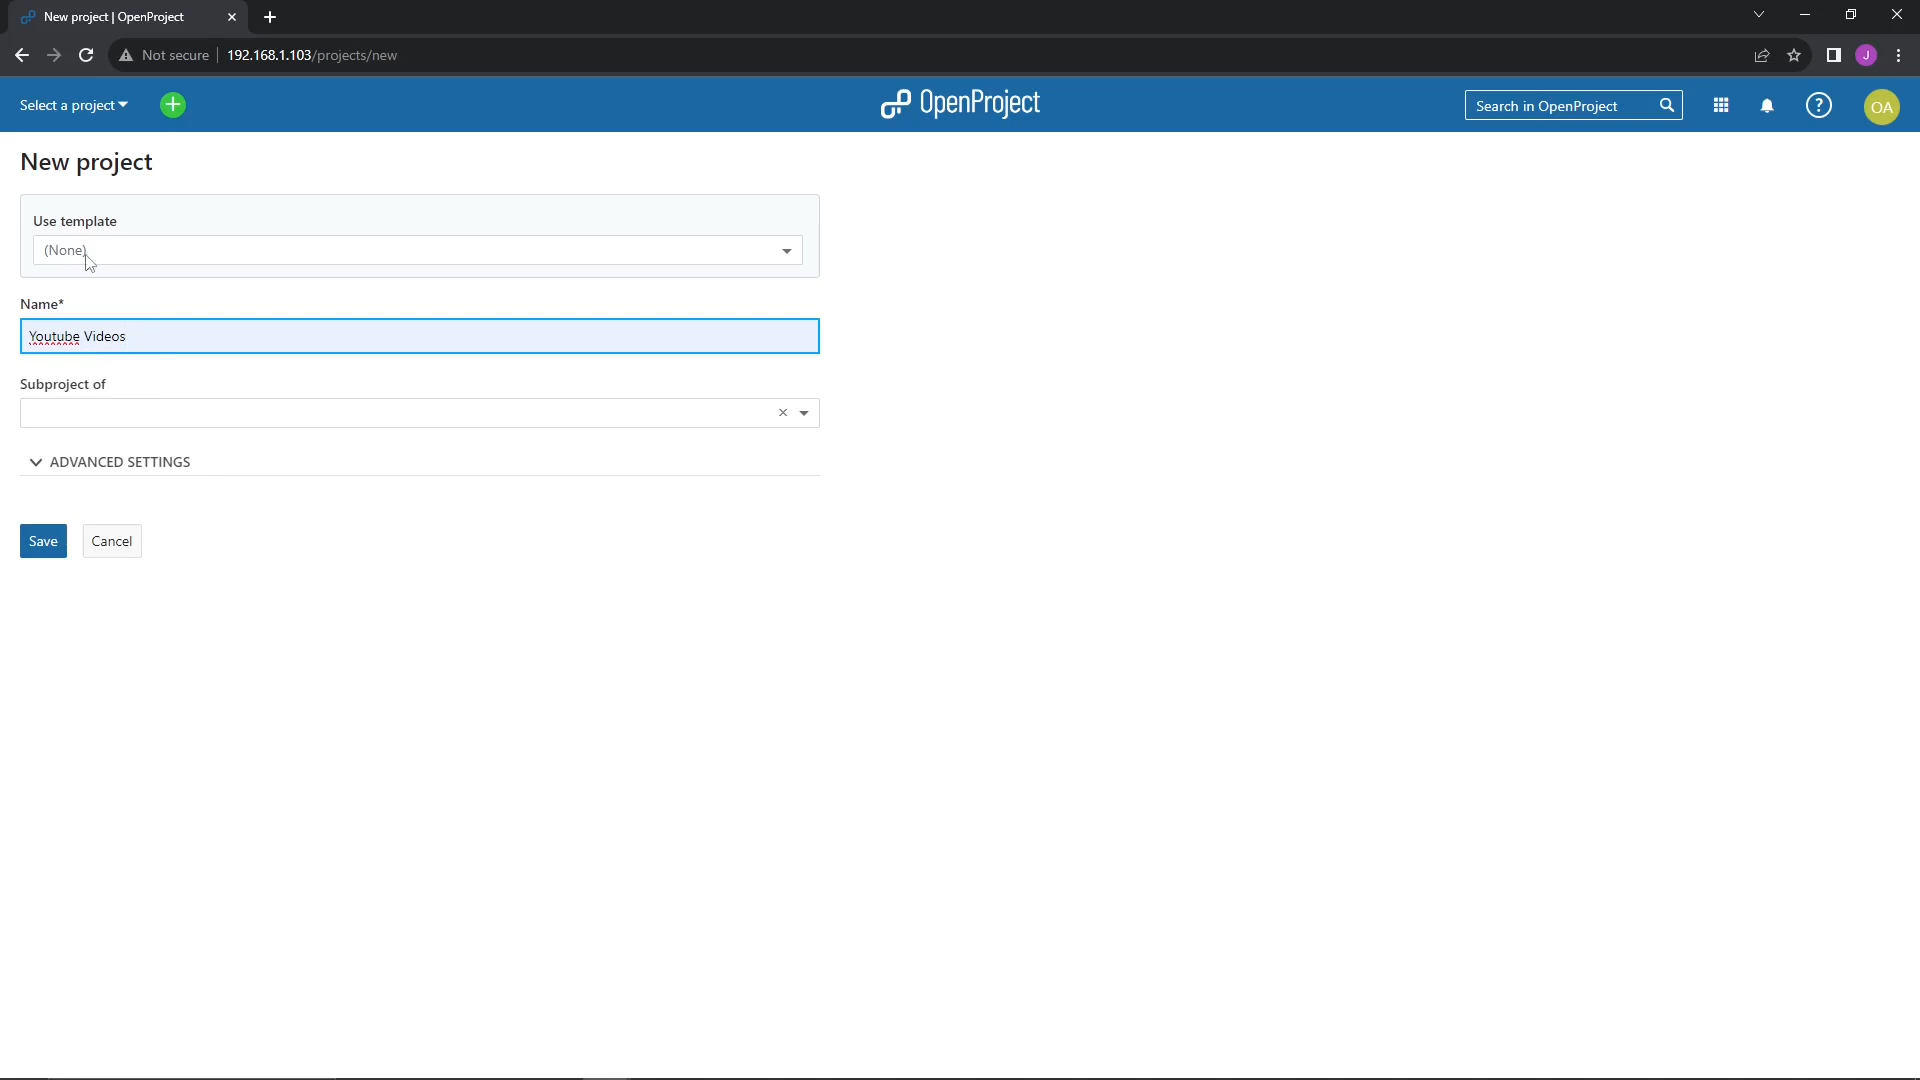 New project | OpenProject
Not secure 192.168.1.103/projects/new
J
Select a project
OpenProject
Search in OpenProject
?
OA
New project
Use template
(None)
Name*
Youtube Videos
Subproject of
ADVANCED SETTINGS
Save Cancel